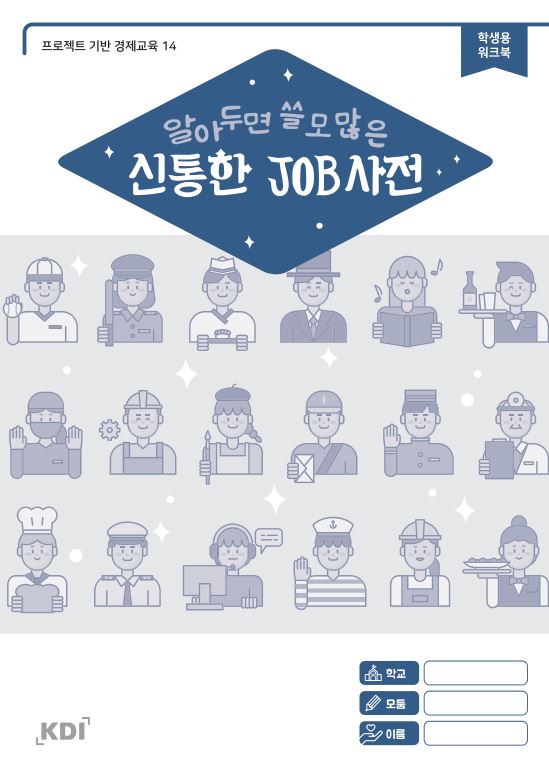 프로젝트 기반 경제교육 14
학생용
워크북
알아두면 쓸모많은
신통한 JOB사전
학교
모둠
이름
KDI